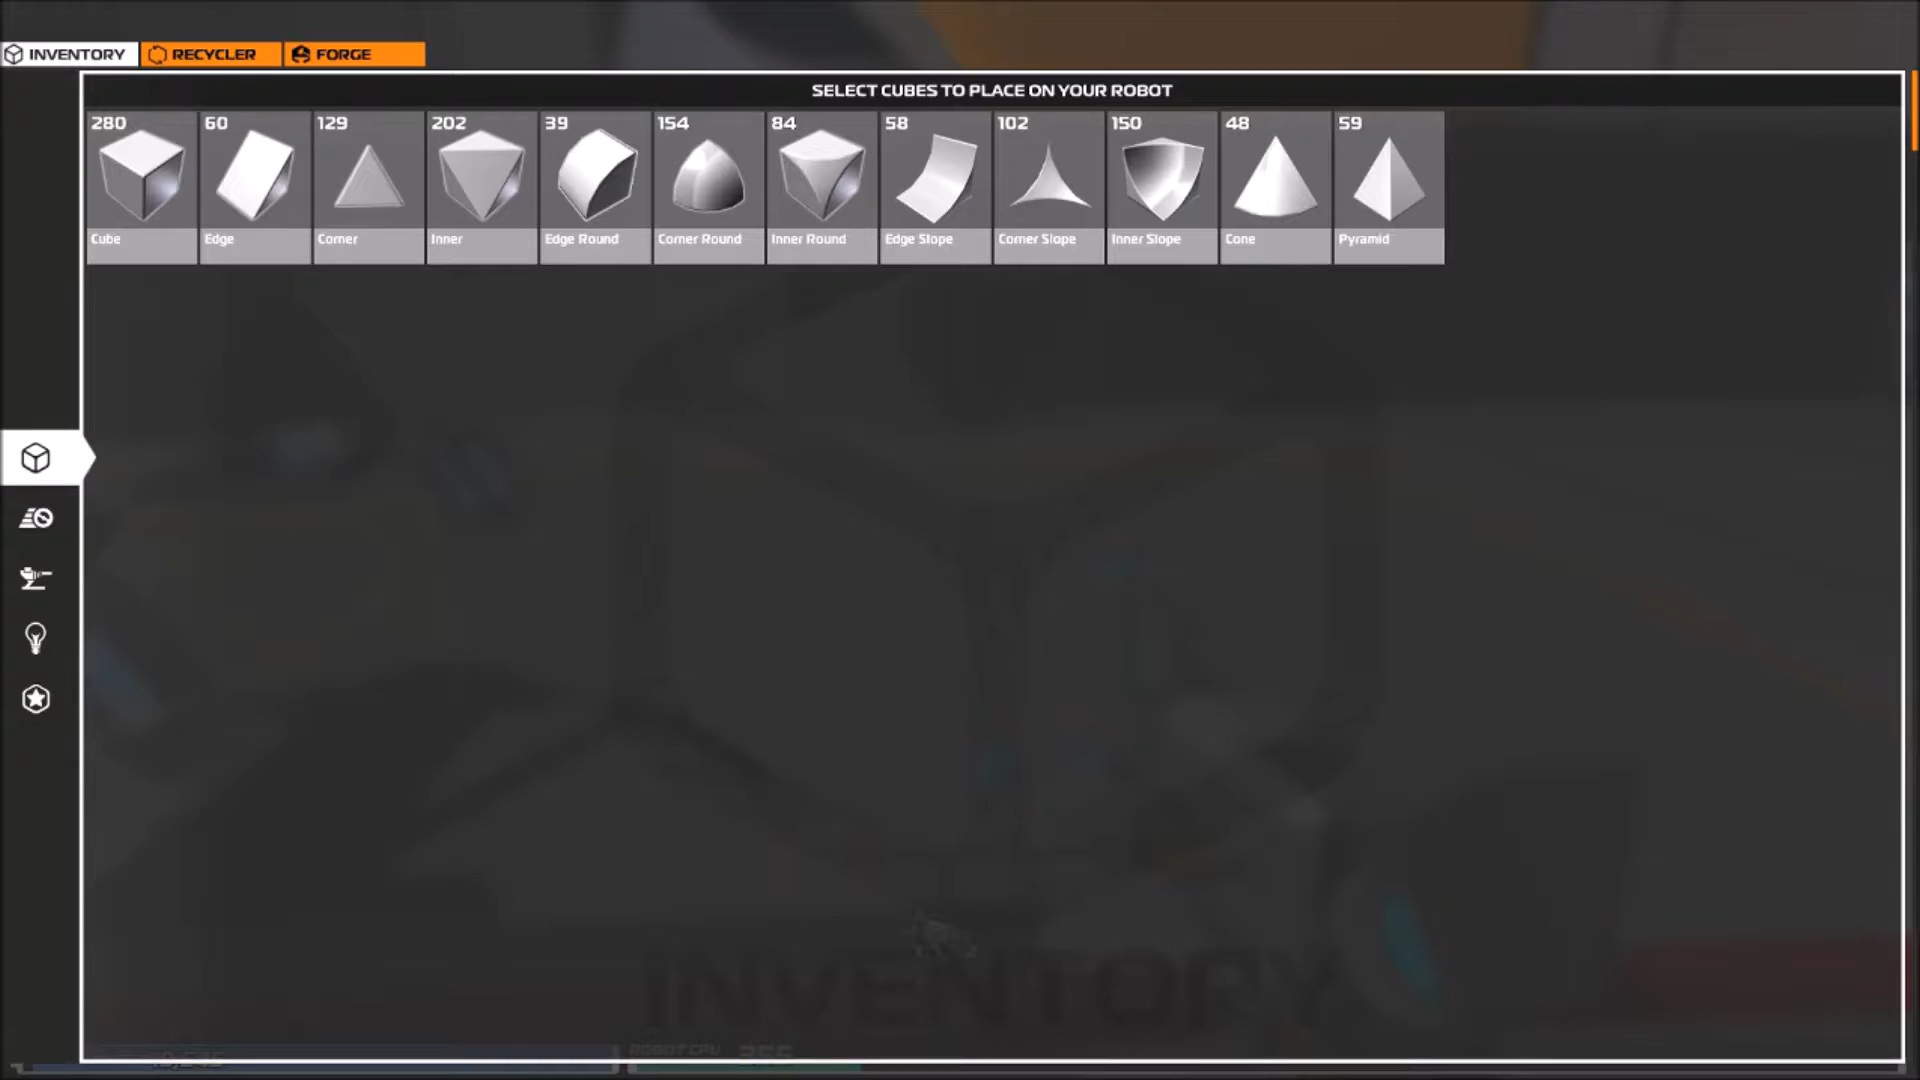 INVENTORY
RECYCLER
FORGE
SELECT CUBES TO PLACE ON YOUR ROBOT
280
60
129
202
39
154
84
58
102
150
48
59
Cube
Edge
Corner
Inner
Edge Round
Corner Round
Inner Round
Edge Slope
Corner Slope
Inner Slope
Cone
Pyramid
INVENTORY
ROBOT CPU